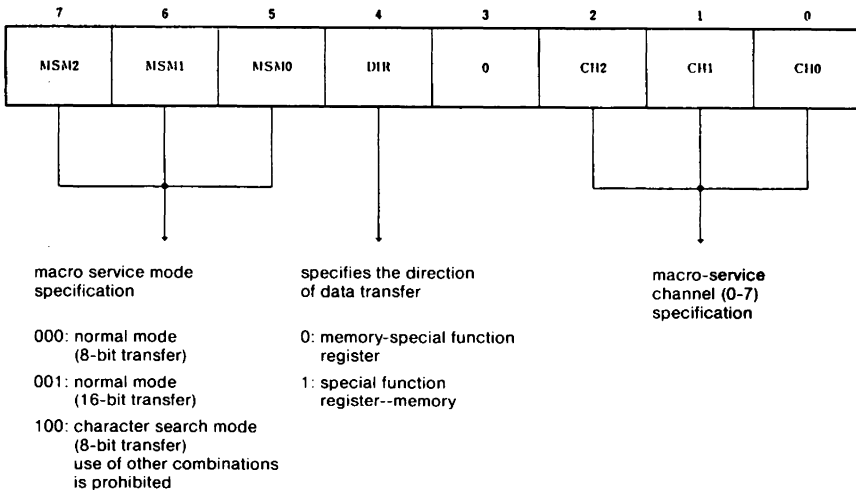 7 6 5 4 3 2 1 0
MSM2 MSM1 MSM0 DIR 0 CH2 CH1 CH0
macro service mode
specification
000: normal mode
(8-bit transfer)
001: normal mode
(16-bit transfer)
100: character search mode
(8-bit transfer)
use of other combinations
is prohibited
specifies the direction
of data transfer
0: memory-special function
register
1: special function
register--memory
macro-service
channel (0-7)
specification